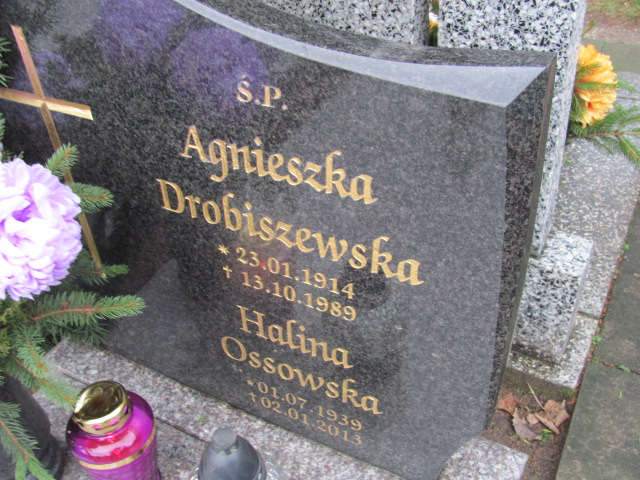 Ś.P.
Agnieszka
Drobiszewska
* 23.01.1914
† 13.10.1989
Halina
Ossowska
* 01.07.1939
† 02.01.2013